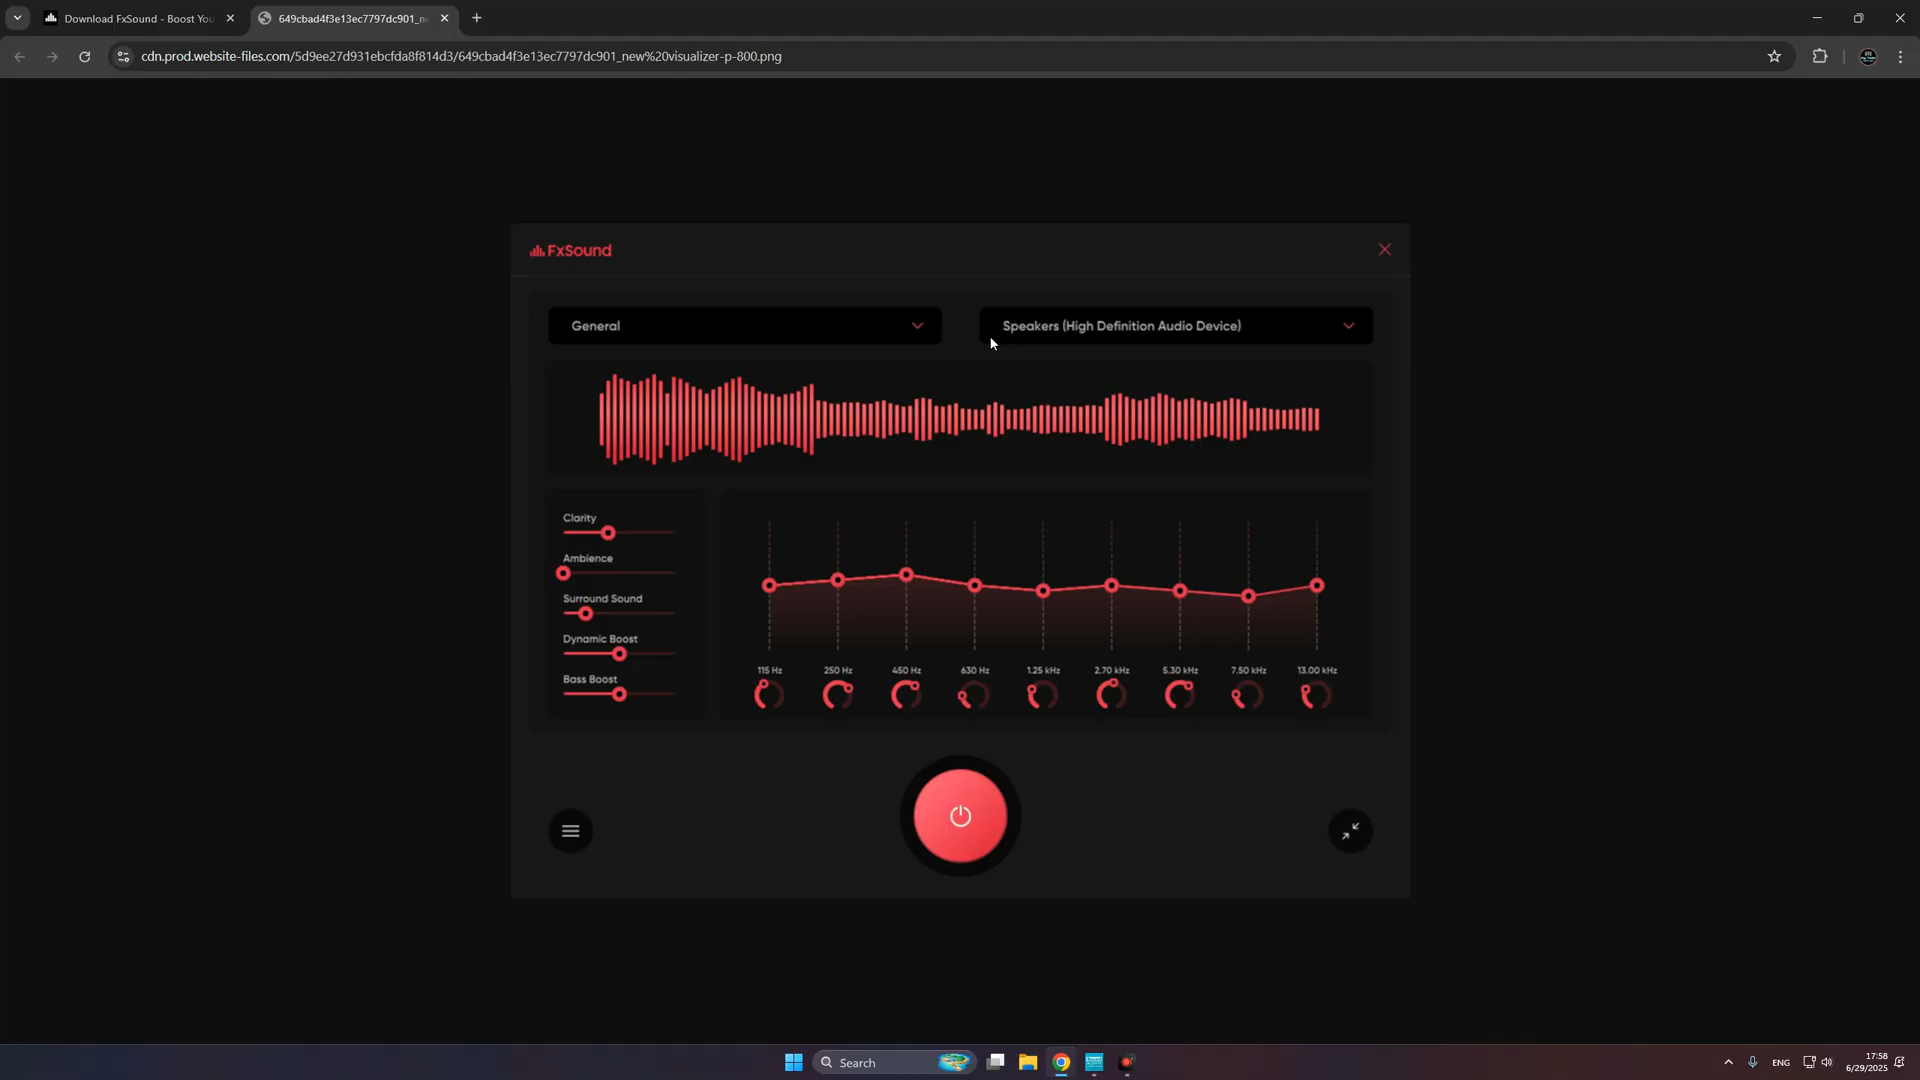 Download FxSound - Boost You
649cbad4f3e13ec7797dc901_n
cdn.prod.website-files.com/5d9ee27d931ebcfda8f814d3/649cbad4f3e13ec7797dc901_new%20visualizer-p-800.png
FxSound
General
Speakers (High Definition Audio Device)
Clarity
Ambience
Surround Sound
Dynamic Boost
Bass Boost
115 Hz 250 Hz 450 Hz 630 Hz 1.25 kHz 2.70 kHz 5.30 kHz 7.50 kHz 13.00 kHz
Search
ENG
17:58
6/29/2025